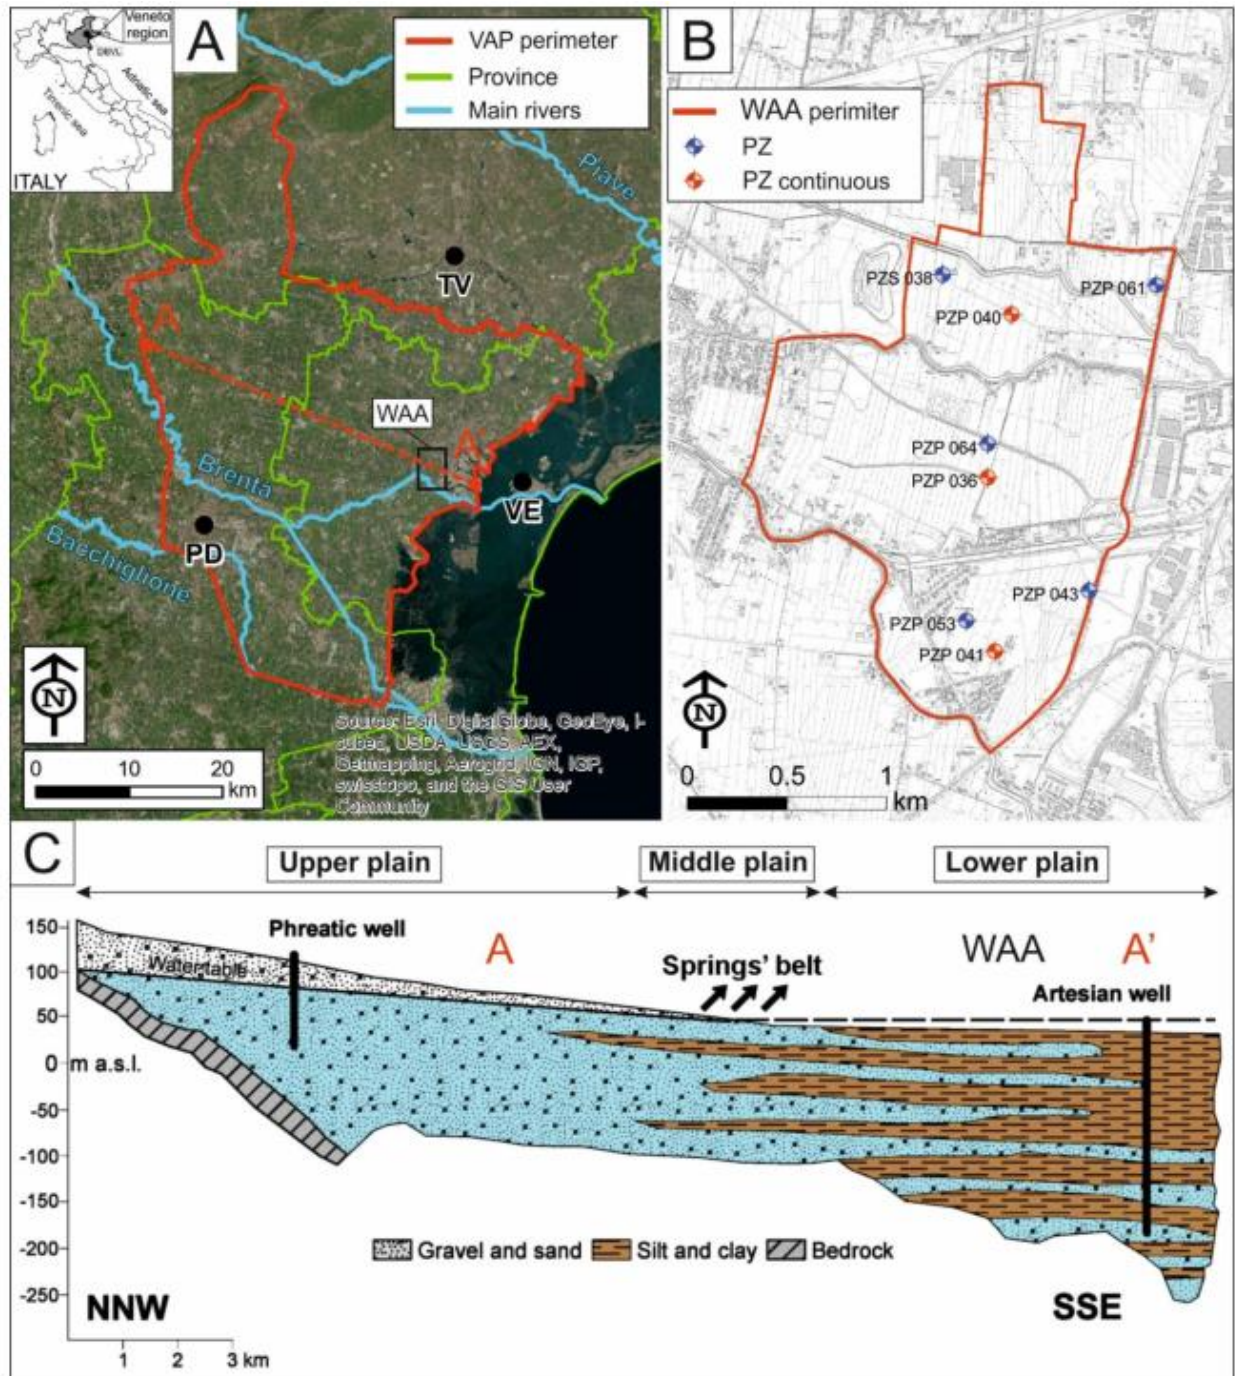 Veneto
region
Adriatic sea
Tirrenic sea
ITALY
A
VAP perimeter
Province
Main rivers
Piave
TV
A
WAA
A'
Brenta
VE
PD
Bacchiglione
N
0 10 20
km
Source: Esri, DigitalGlobe, GeoEye, i-
cubed, USDA, USGS, AEX,
Getmapping, Aerogrid, IGN, IGP,
swisstopo, and the GIS User
Community
B
WAA perimiter
PZ
PZ continuous
PZS 038
PZP 061
PZP 040
PZP 064
PZP 036
PZP 043
PZP 053
PZP 041
N
0 0.5 1
km
C
Upper plain
Middle plain
Lower plain
150
100
50
0 m a.s.l.
-50
-100
-150
-200
-250
Phreatic well
Water table
A
Springs' belt
WAA
A'
Artesian well
Gravel and sand
Silt and clay
Bedrock
NNW
SSE
1 2 3 km